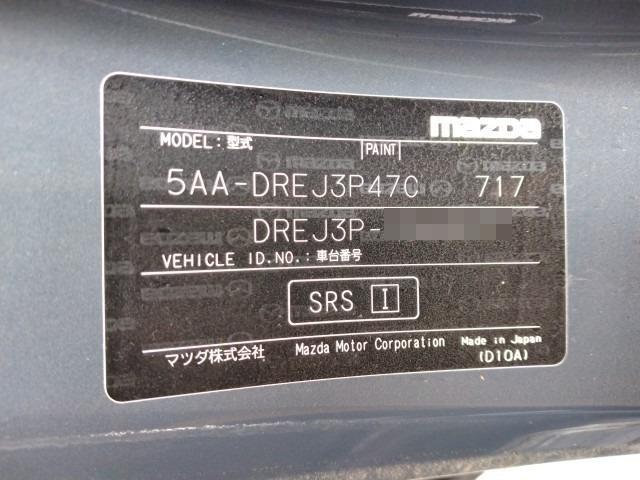 mazda
MODEL:型式 PAINT
5AA-DREJ3P47C 717
DREJ3P-
VEHICLE ID.NO.:車台番号
SRS I
マツダ株式会社 Mazda Motor Corporation Made in Japan
(D10A)